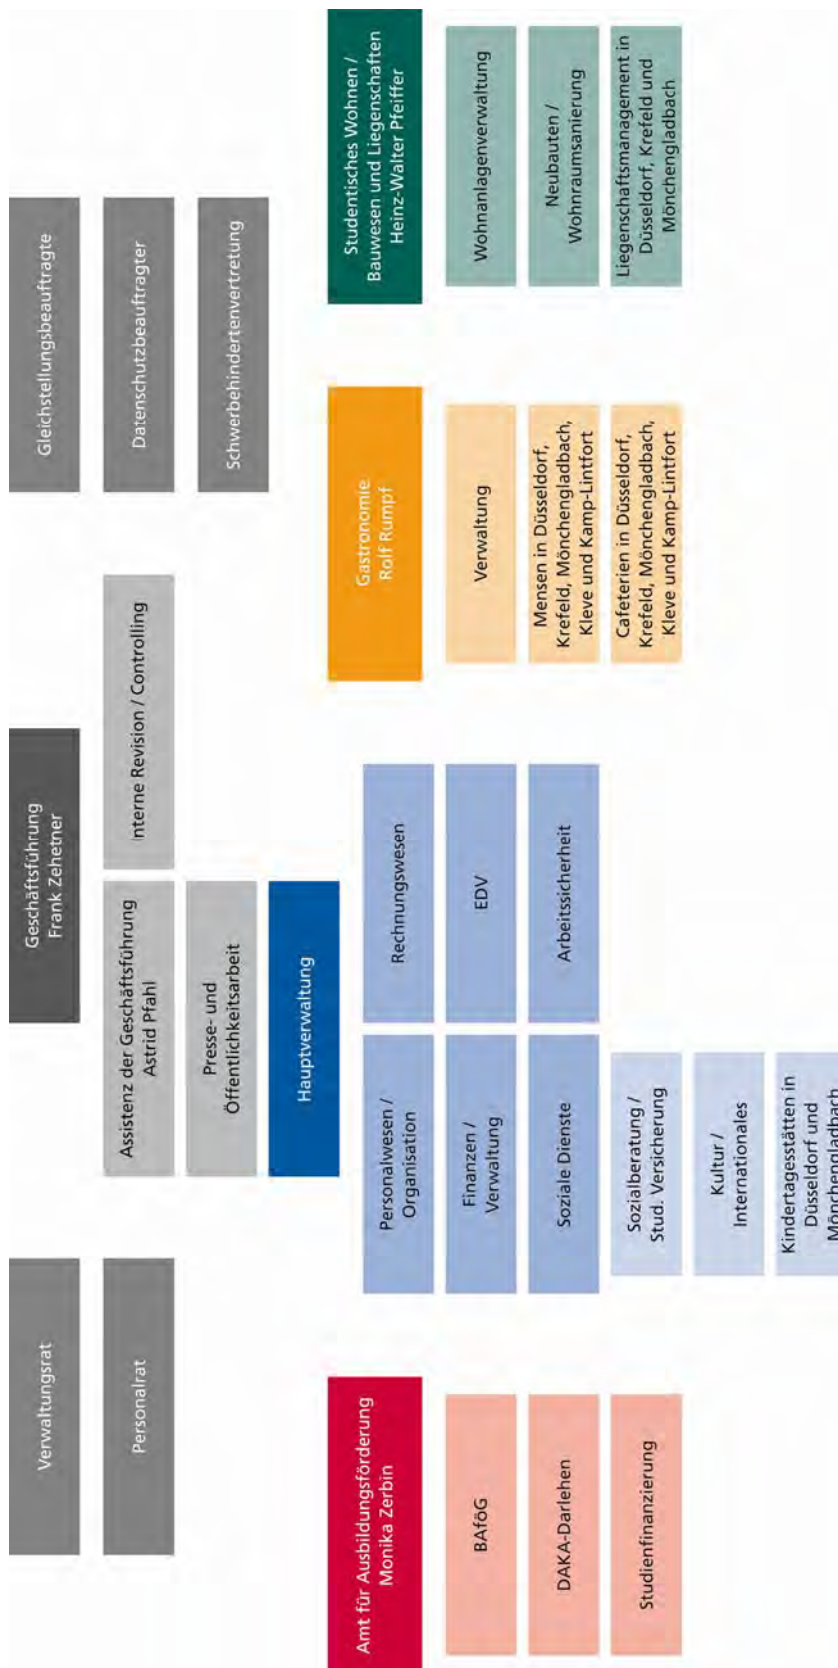 Verwaltungsrat
Personalrat
Geschäftsführung
Frank Zehetner
Assistenz der Geschäftsführung
Astrid Pfahl
Interne Revision / Controlling
Presse- und
Öffentlichkeitsarbeit
Gleichstellungsbeauftragte
Datenschutzbeauftragter
Schwerbehindertenvertretung
Amt für Ausbildungsförderung
Monika Zerbin
BAföG
DAKA-Darlehen
Studienfinanzierung
Hauptverwaltung
Personalwesen /
Organisation
Rechnungswesen
Finanzen /
Verwaltung
EDV
Soziale Dienste
Arbeitssicherheit
Sozialberatung /
Stud. Versicherung
Kultur /
Internationales
Kindertagesstätten in
Düsseldorf und
Mönchengladbach
Gastronomie
Rolf Rumpf
Verwaltung
Mensen in Düsseldorf,
Krefeld, Mönchengladbach,
Kleve und Kamp-Lintfort
Cafeterien in Düsseldorf,
Krefeld, Mönchengladbach,
Kleve und Kamp-Lintfort
Studentisches Wohnen /
Bauwesen und Liegenschaften
Heinz-Walter Pfeiffer
Wohnanlagenverwaltung
Neubauten /
Wohnraumsanierung
Liegenschaftsmanagement in
Düsseldorf, Krefeld und
Mönchengladbach